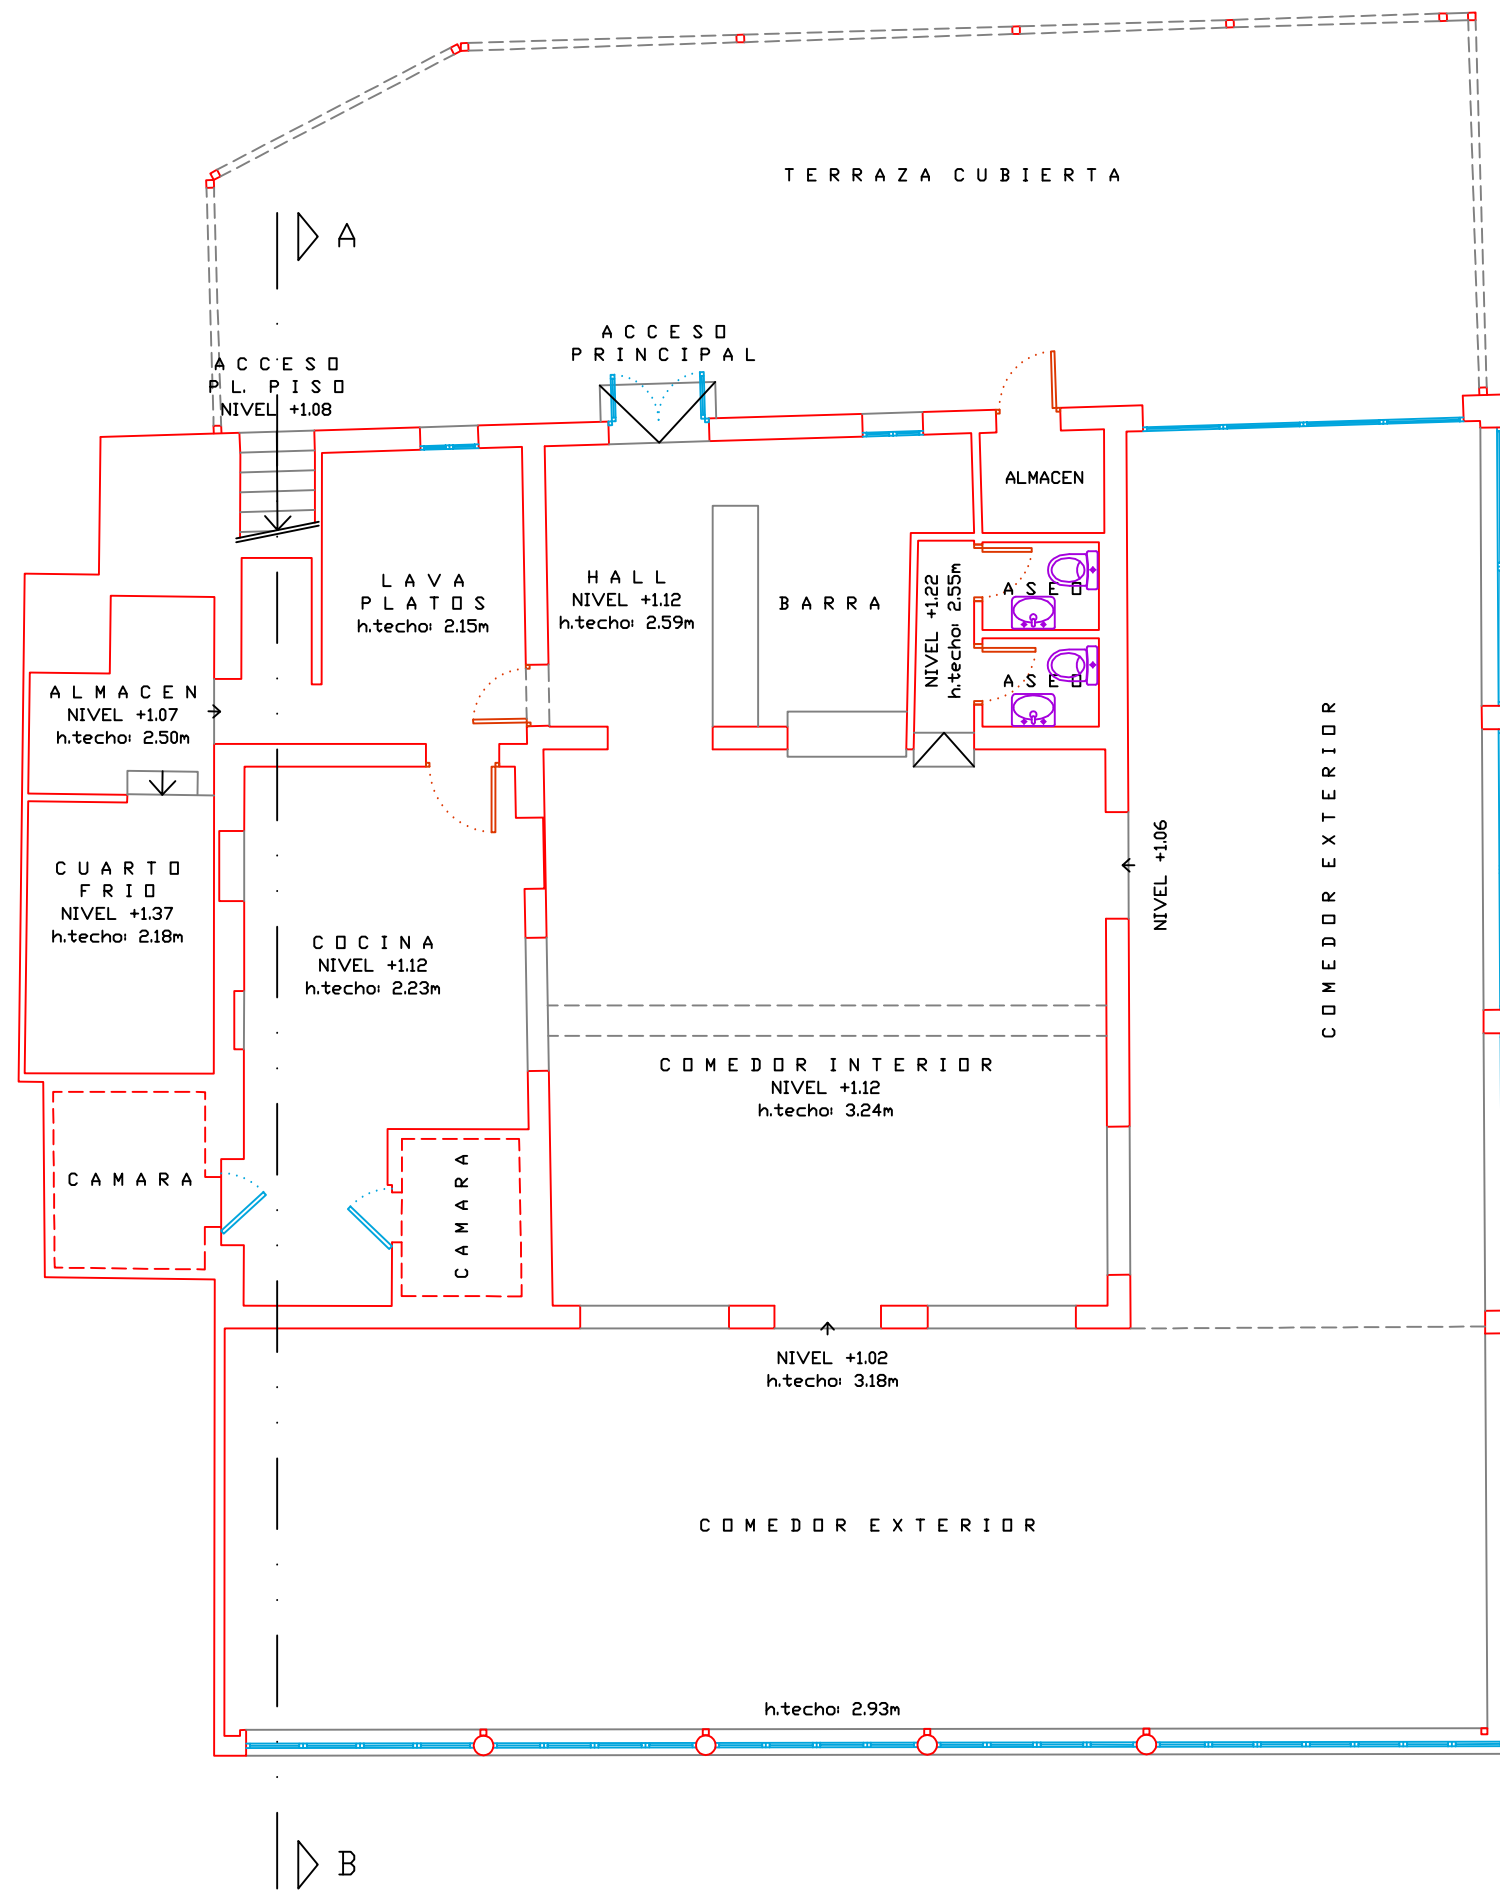 TERRAZA CUBIERTA
A
ACCESO
PRINCIPAL
ACCESO
PL. PISO
NIVEL +1.08
ALMACEN
LAVA
PLATOS
h.techo: 2.15m
HALL
NIVEL +1.12
h.techo: 2.59m
BARRA
NIVEL +1.22
h.techo: 2.55m
ASEO
ASEO
ALMACEN
NIVEL +1.07
h.techo: 2.50m
CUARTO
FRIO
NIVEL +1.37
h.techo: 2.18m
COCINA
NIVEL +1.12
h.techo: 2.23m
NIVEL +1.06
COMEDOR EXTERIOR
COMEDOR INTERIOR
NIVEL +1.12
h.techo: 3.24m
CAMARA
CAMARA
NIVEL +1.02
h.techo: 3.18m
COMEDOR EXTERIOR
h.techo: 2.93m
B